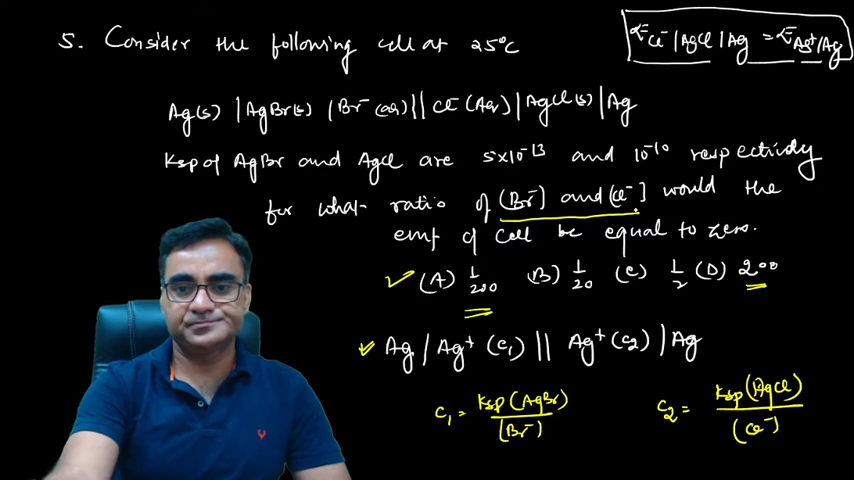 5. Consider the following cell at 25°C
E°Cl⁻/AgCl/Ag = E°Ag⁺/Ag
Ag(s) | AgBr(s) | Br⁻(aq) || Cl⁻(Aq) | AgCl(s) | Ag
Ksp of AgBr and AgCl are 5x10⁻¹³ and 10⁻¹⁰ respectively
for what ratio of (Br⁻) and (Cl⁻] would the
emf of cell be equal to zero.
✓ (A) 1/200 (B) 1/20 (C) 1/2 (D) 200
✓ Ag / Ag⁺ (C₁) || Ag⁺ (C₂) | Ag
C₁ = Ksp (AgBr) / (Br⁻) C₂ = Ksp (AgCl) / (Cl⁻)